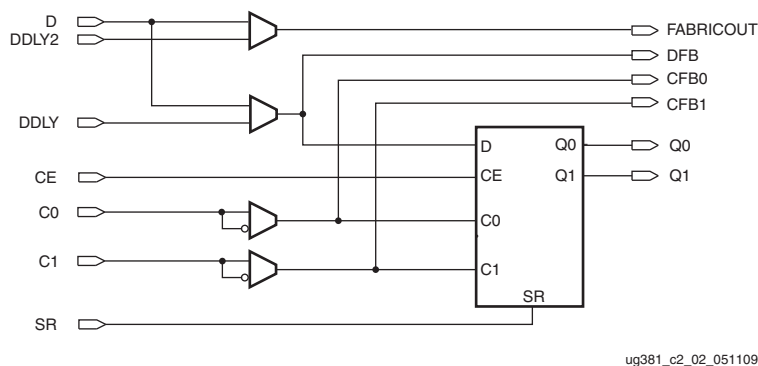 D
DDLY2
FABRICOUT
DFB
CFB0
CFB1
DDLY
D
Q0
Q0
CE
CE
Q1
Q1
C0
C0
C1
C1
SR
SR
ug381_c2_02_051109